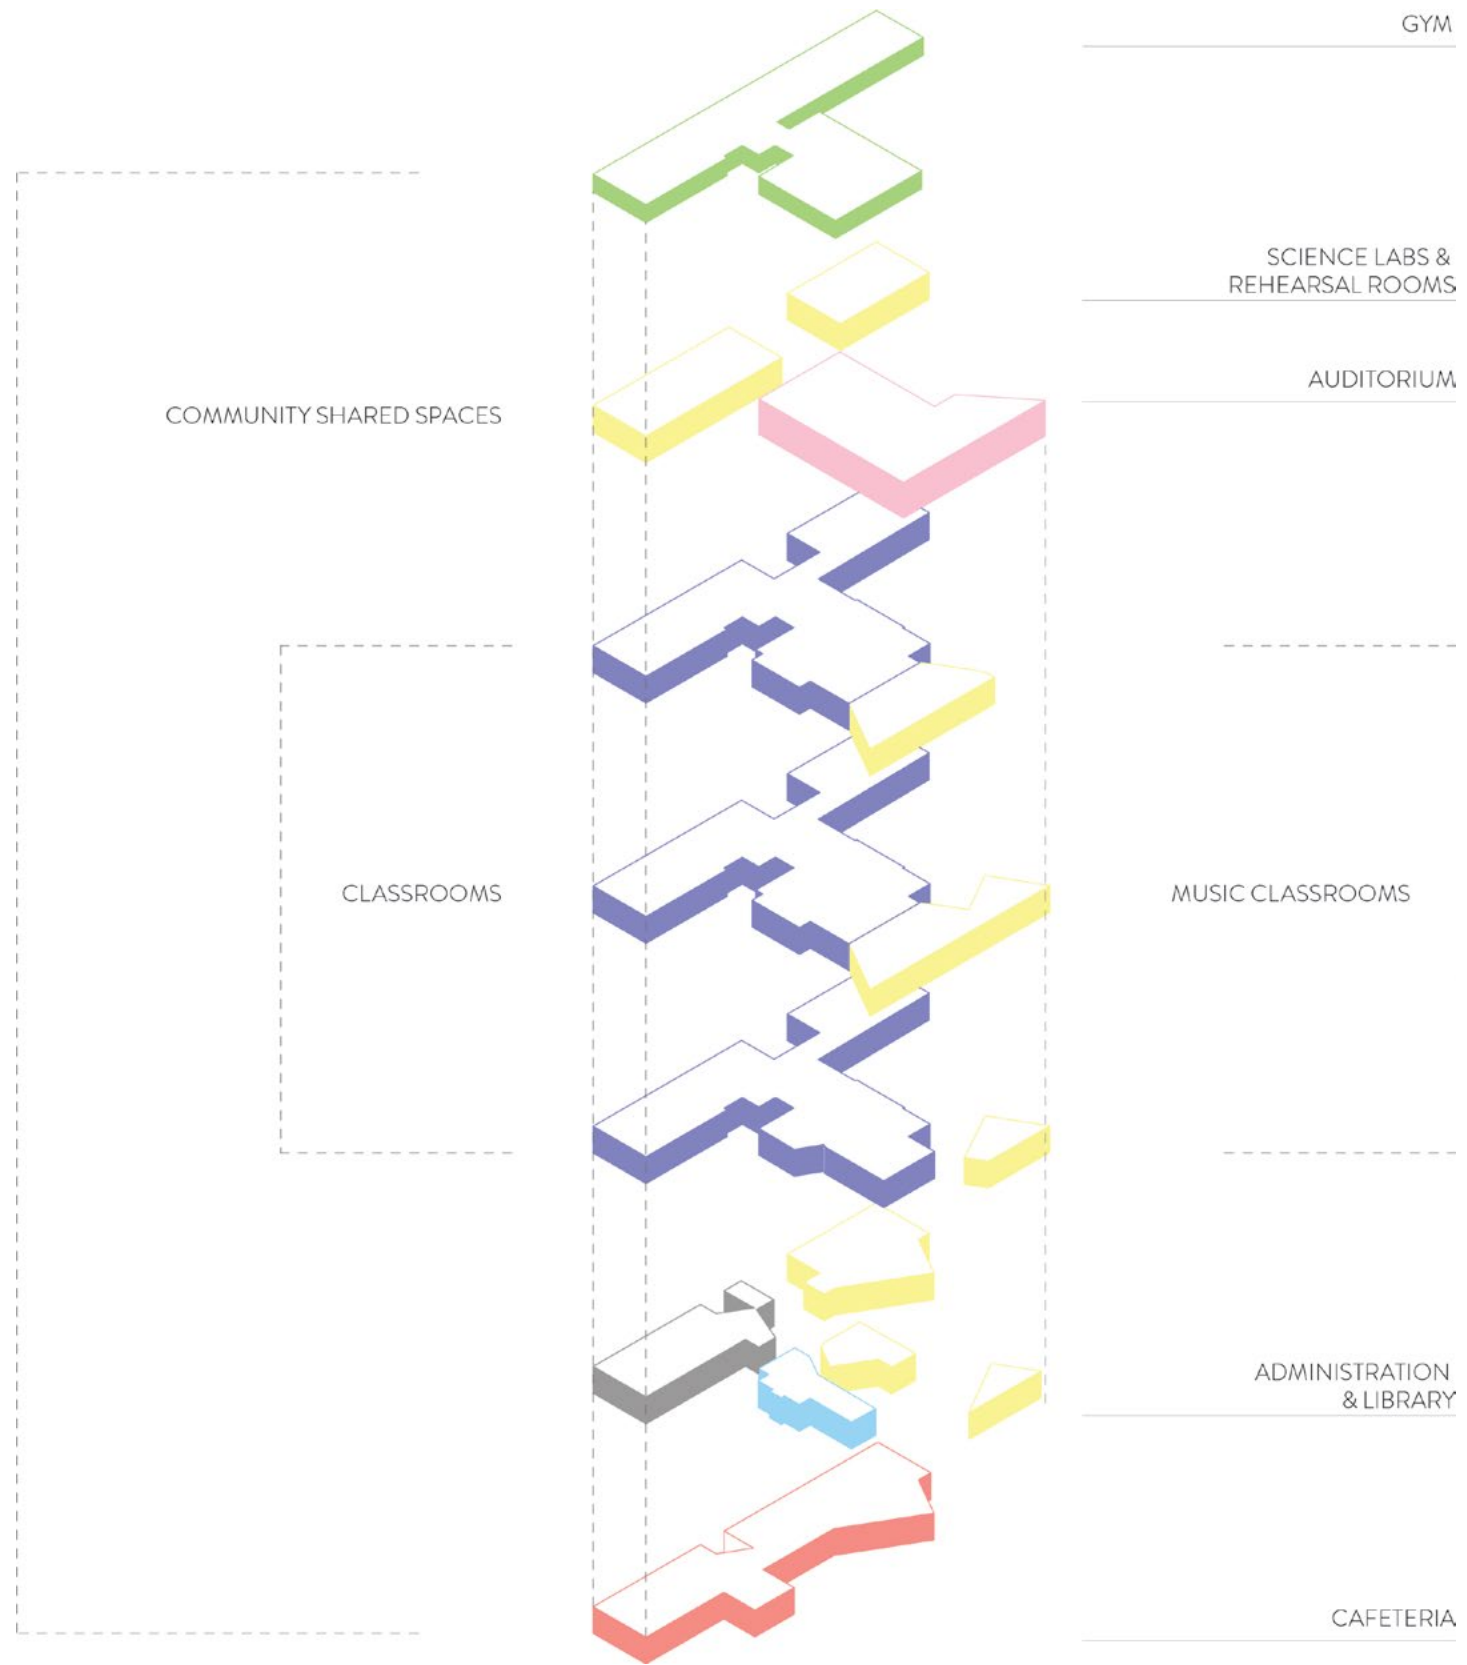 GYM
SCIENCE LABS &
REHEARSAL ROOMS
AUDITORIUM
COMMUNITY SHARED SPACES
CLASSROOMS
MUSIC CLASSROOMS
ADMINISTRATION
& LIBRARY
CAFETERIA